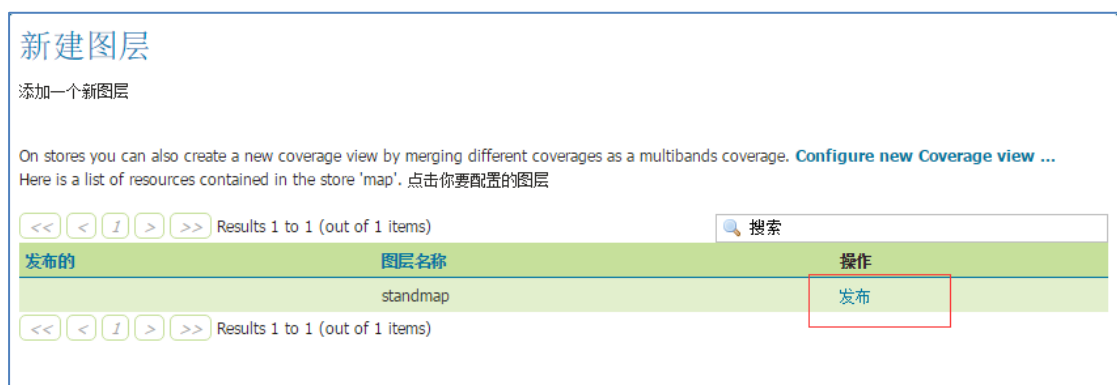 新建图层
添加一个新图层
On stores you can also create a new coverage view by merging different coverages as a multibands coverage. Configure new Coverage view ...
Here is a list of resources contained in the store 'map'. 点击你要配置的图层
<< < 1 > >> Results 1 to 1 (out of 1 items) 搜索
发布的 图层名称 操作
standmap 发布
<< < 1 > >> Results 1 to 1 (out of 1 items)